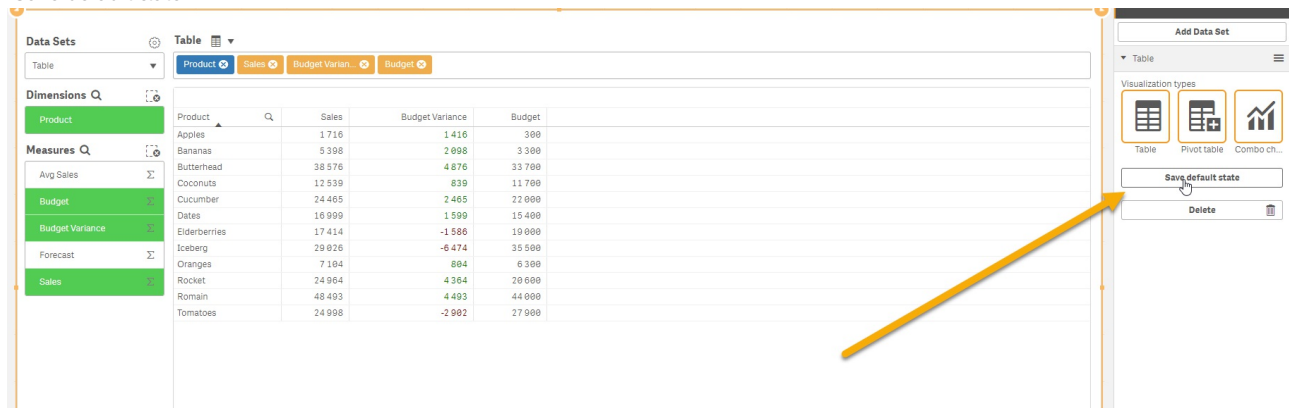 Data Sets
Table
Dimensions
Product
Measures
Avg Sales Σ
Budget Σ
Budget Variance Σ
Forecast Σ
Sales Σ
Table
Product Sales Budget Varian... Budget
Product Sales Budget Variance Budget
Apples 1 716 1 416 300
Bananas 5 398 2 098 3 300
Butterhead 38 576 4 876 33 700
Coconuts 12 539 839 11 700
Cucumber 24 465 2 465 22 000
Dates 16 999 1 599 15 400
Elderberries 17 414 -1 586 19 000
Iceberg 29 026 -6 474 35 500
Oranges 7 104 804 6 300
Rocket 24 964 4 364 20 600
Romain 48 493 4 493 44 000
Tomatoes 24 998 -2 902 27 900
Add Data Set
Table
Visualization types
Table Pivot table Combo ch...
Save default state
Delete